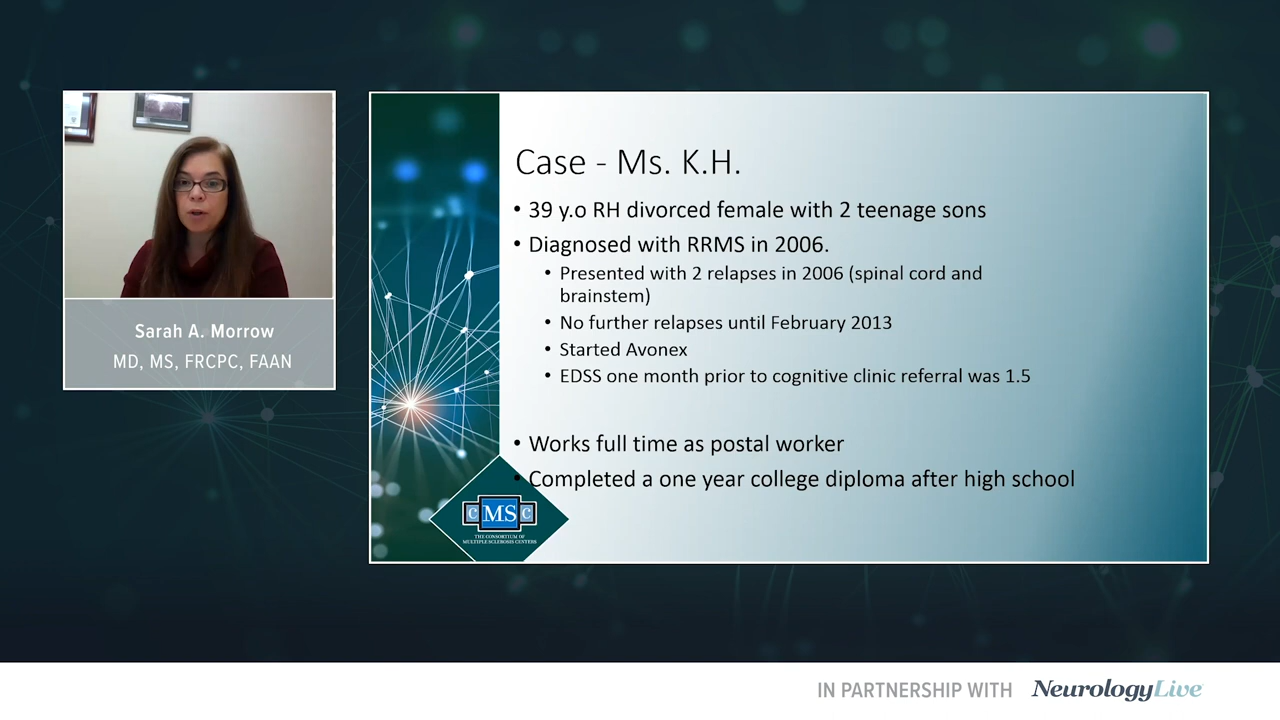 Sarah A. Morrow
MD, MS, FRCPC, FAAN
Case - Ms. K.H.
• 39 y.o RH divorced female with 2 teenage sons
• Diagnosed with RRMS in 2006.
• Presented with 2 relapses in 2006 (spinal cord and
brainstem)
• No further relapses until February 2013
• Started Avonex
• EDSS one month prior to cognitive clinic referral was 1.5
• Works full time as postal worker
• Completed a one year college diploma after high school
CMSC
THE CONSORTIUM OF
MULTIPLE SCLEROSIS CENTERS
IN PARTNERSHIP WITH NeurologyLive